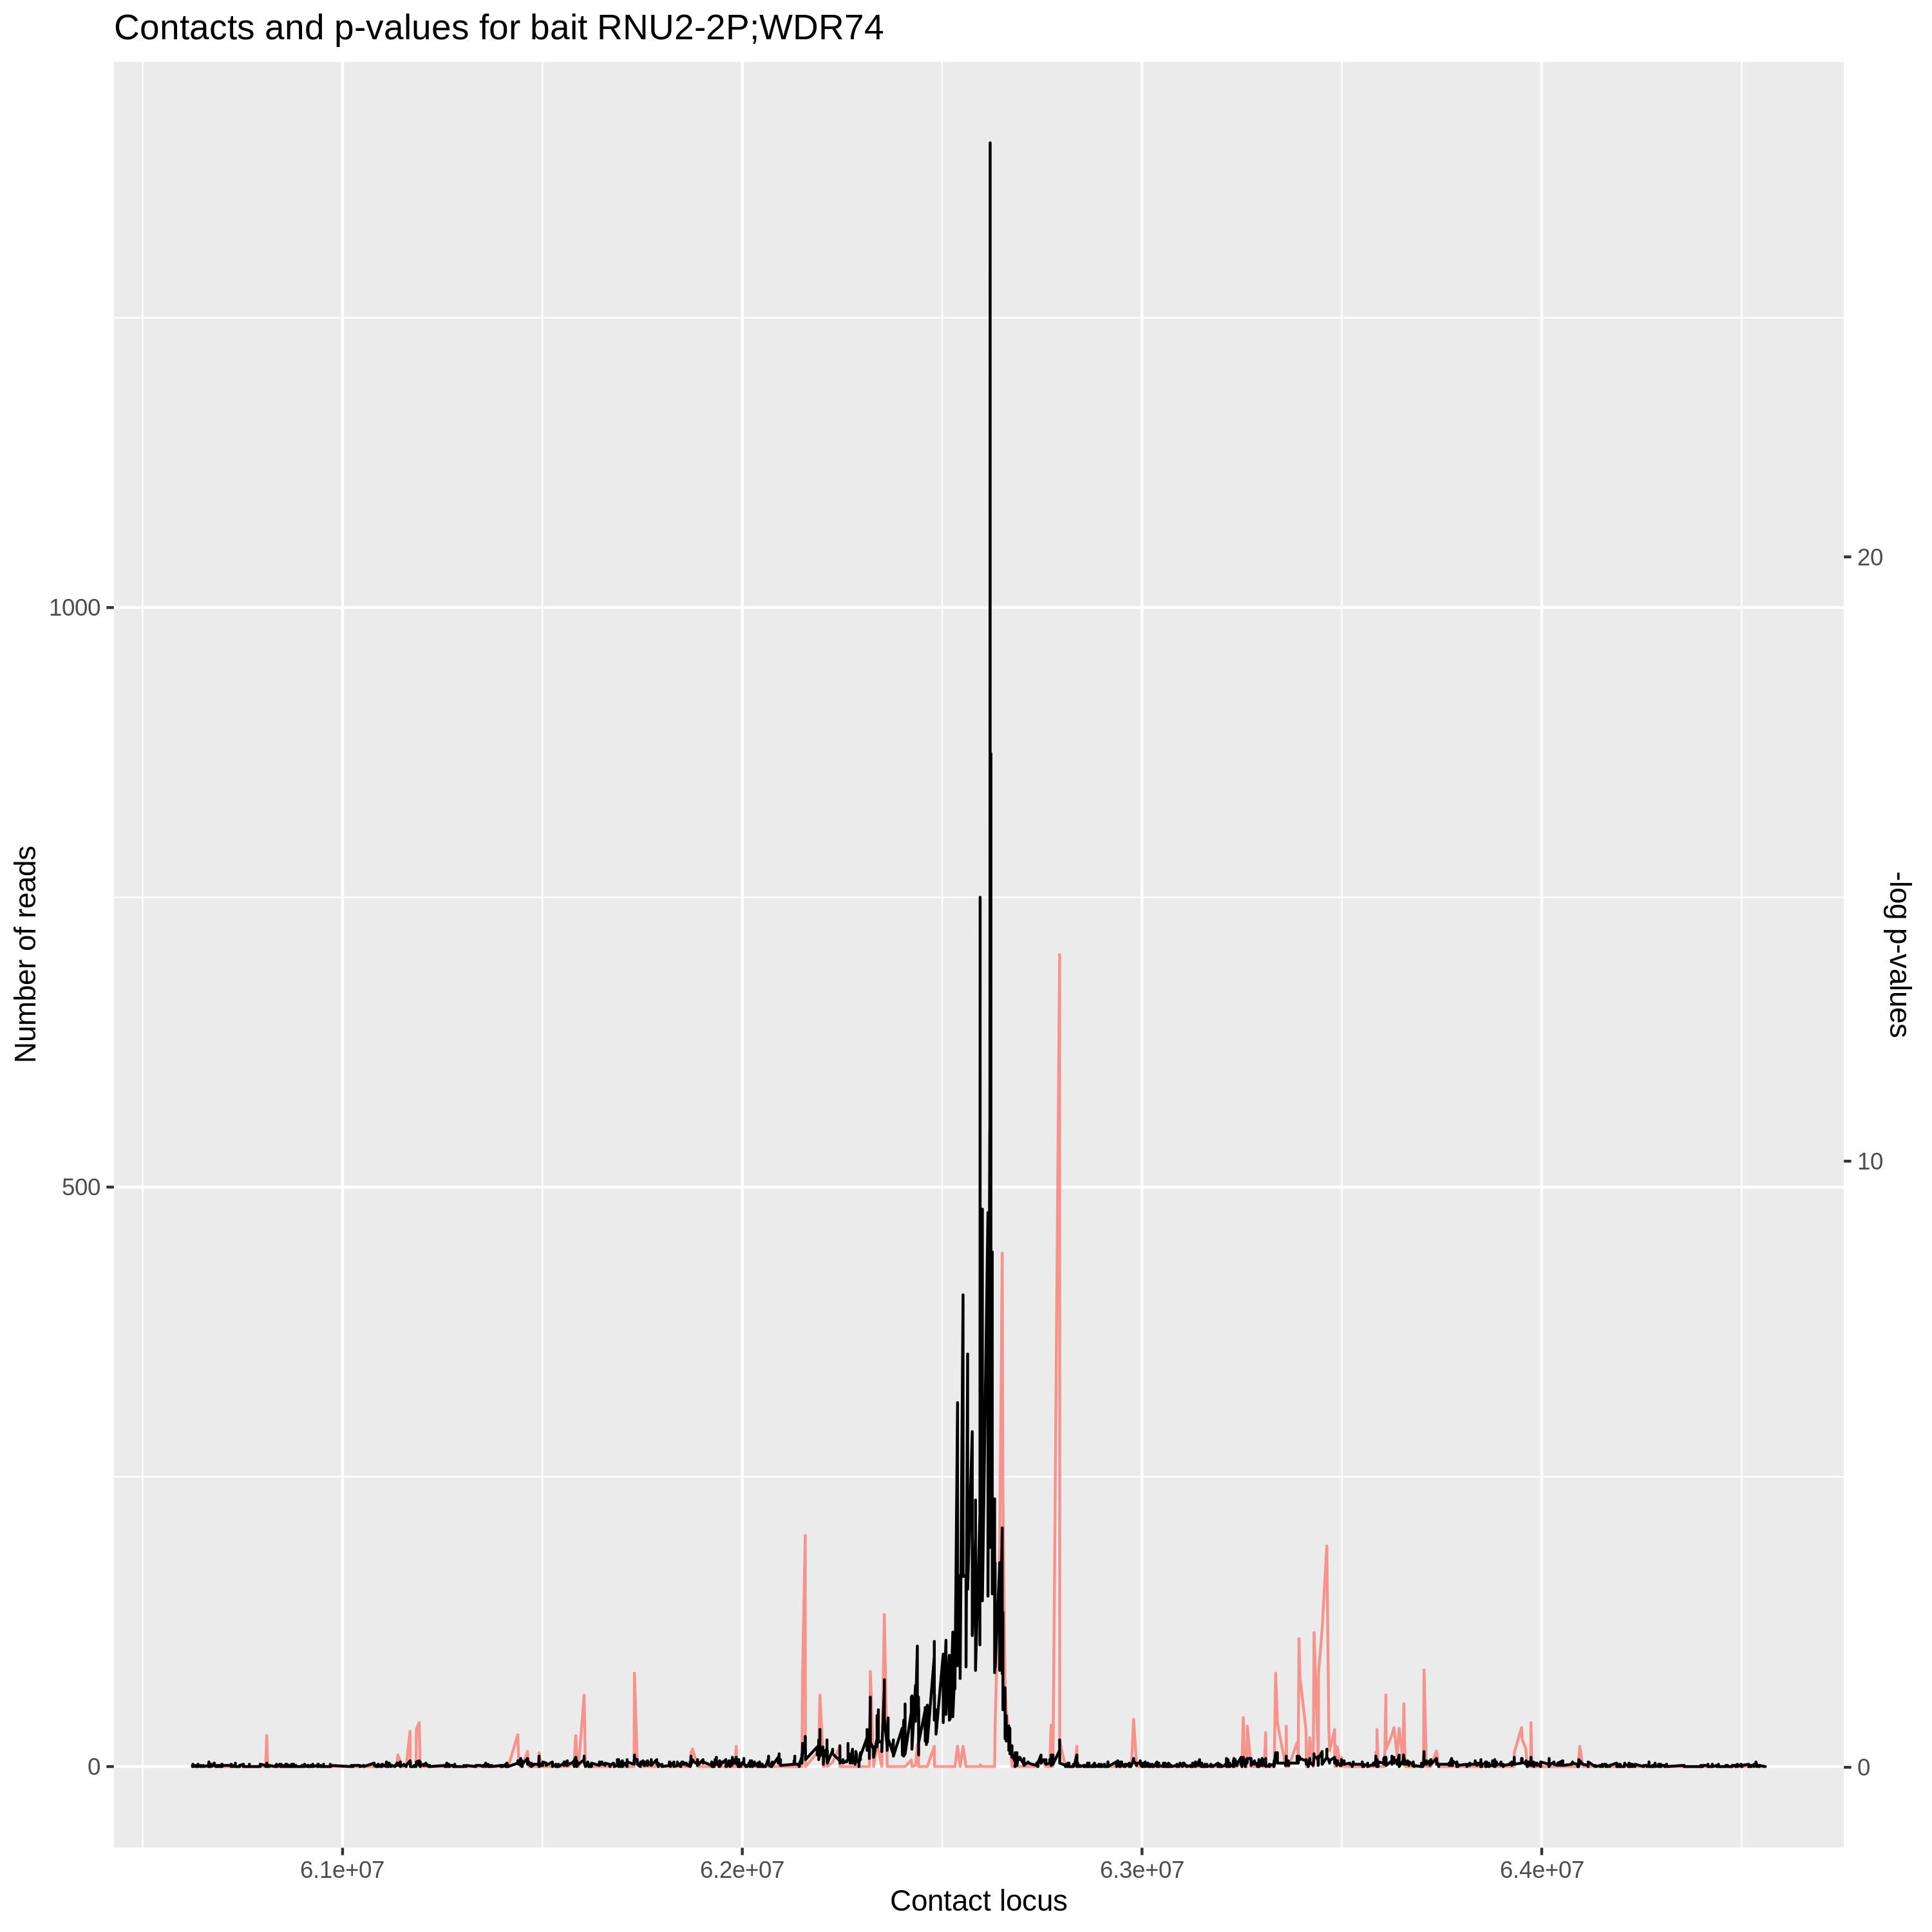 Contacts and p-values for bait RNU2-2P;WDR74
Number of reads
1000
500
0
20
10
0
-log p-values
6.1e+07
6.2e+07
6.3e+07
6.4e+07
Contact locus